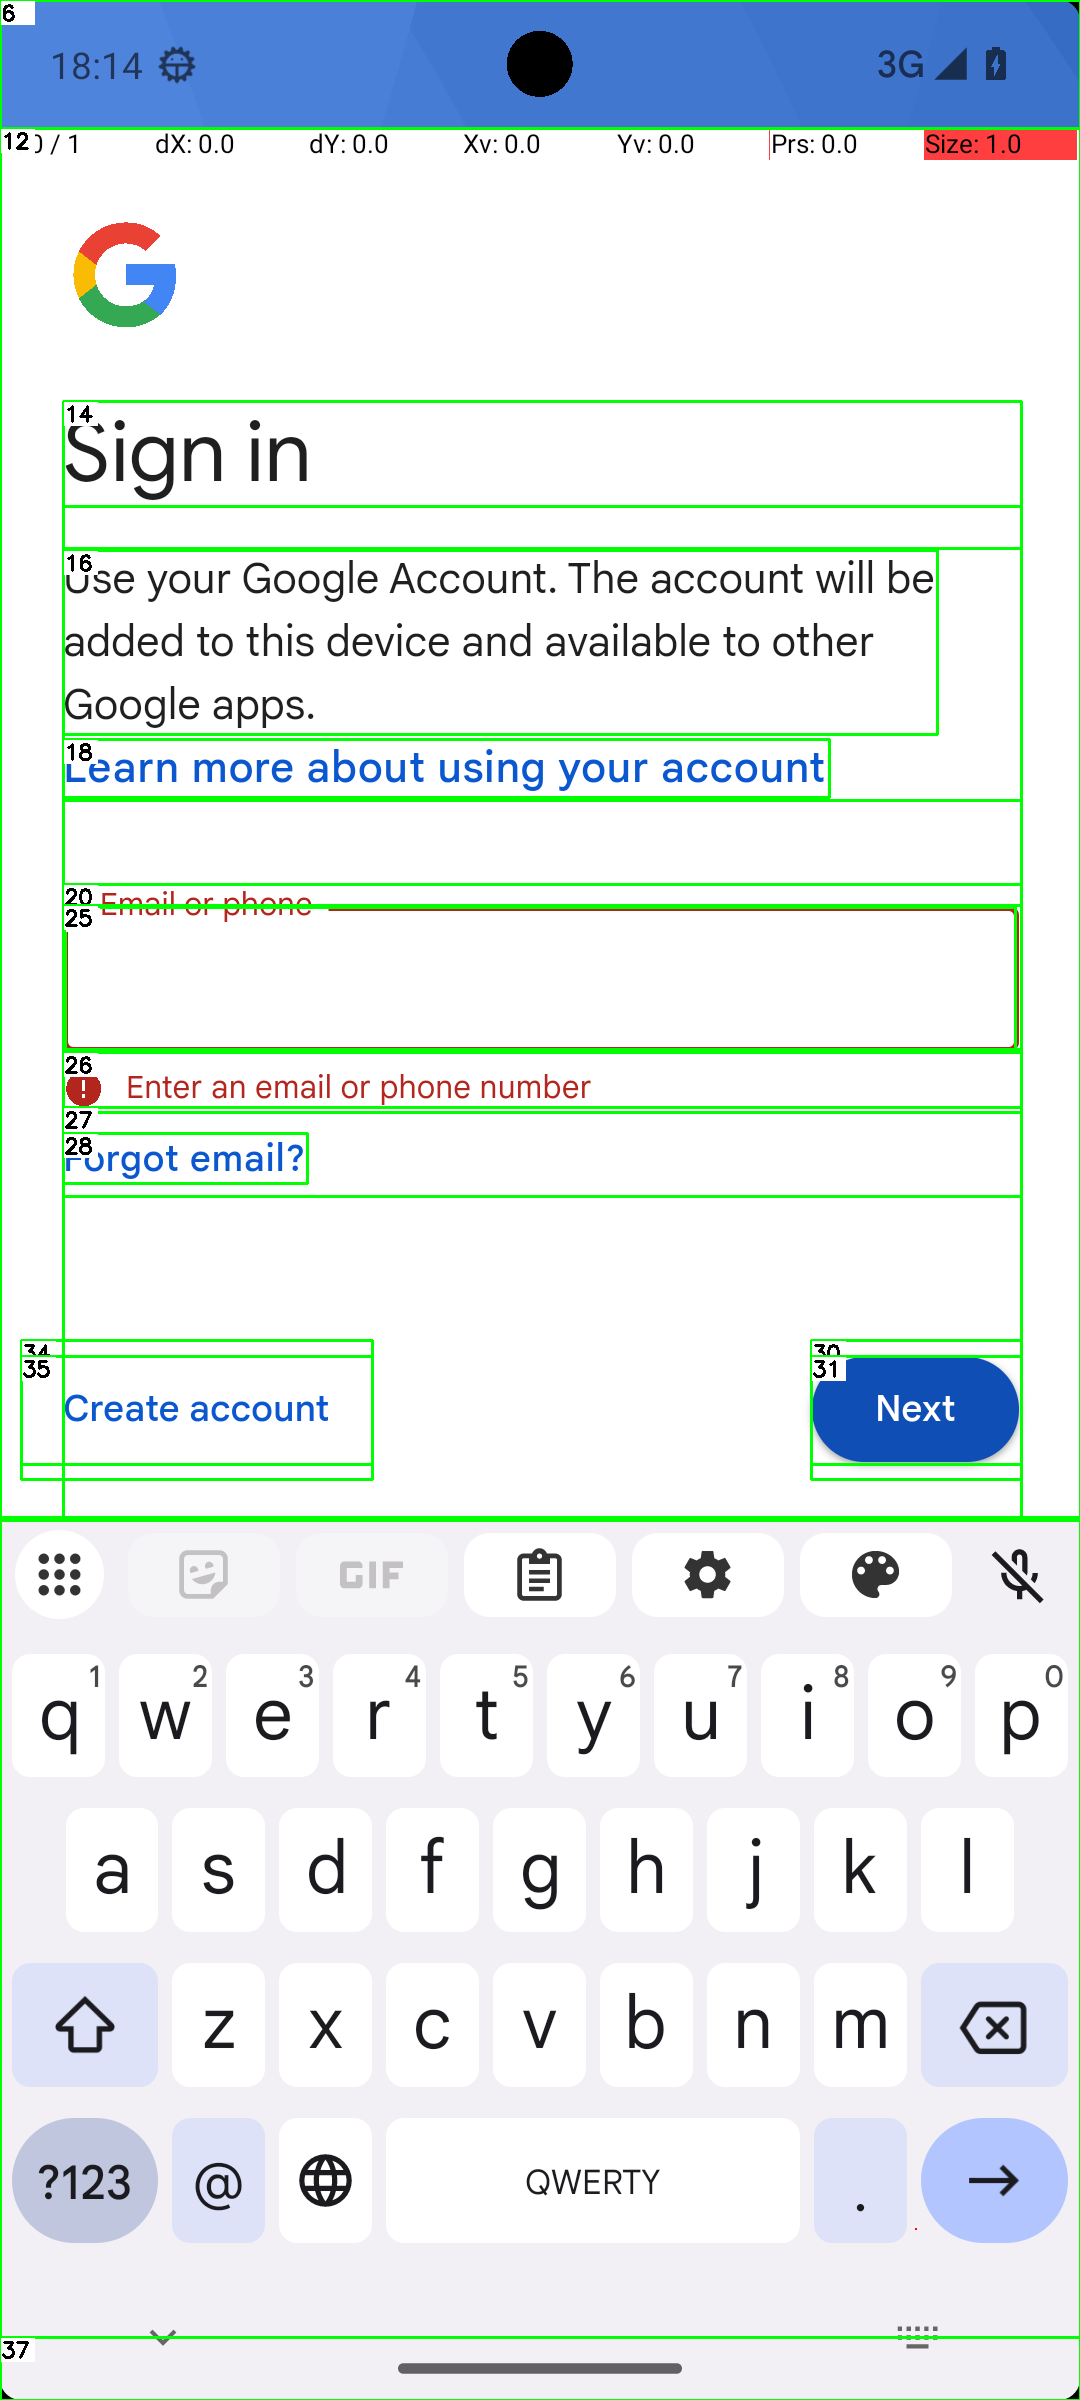 6
18:14
3G
12
0 / 1 dX: 0.0 dY: 0.0 Xv: 0.0 Yv: 0.0 Prs: 0.0 Size: 1.0
14
Sign in
16
Use your Google Account. The account will be
added to this device and available to other
Google apps.
18
Learn more about using your account
20
Email or phone
25
26
Enter an email or phone number
27
28
Forgot email?
34
30
35
31
Create account
Next
GIF
1 2 3 4 5 6 7 8 9 0
q w e r t y u i o p
a s d f g h j k l
z x c v b n m
?123 @ QWERTY .
37